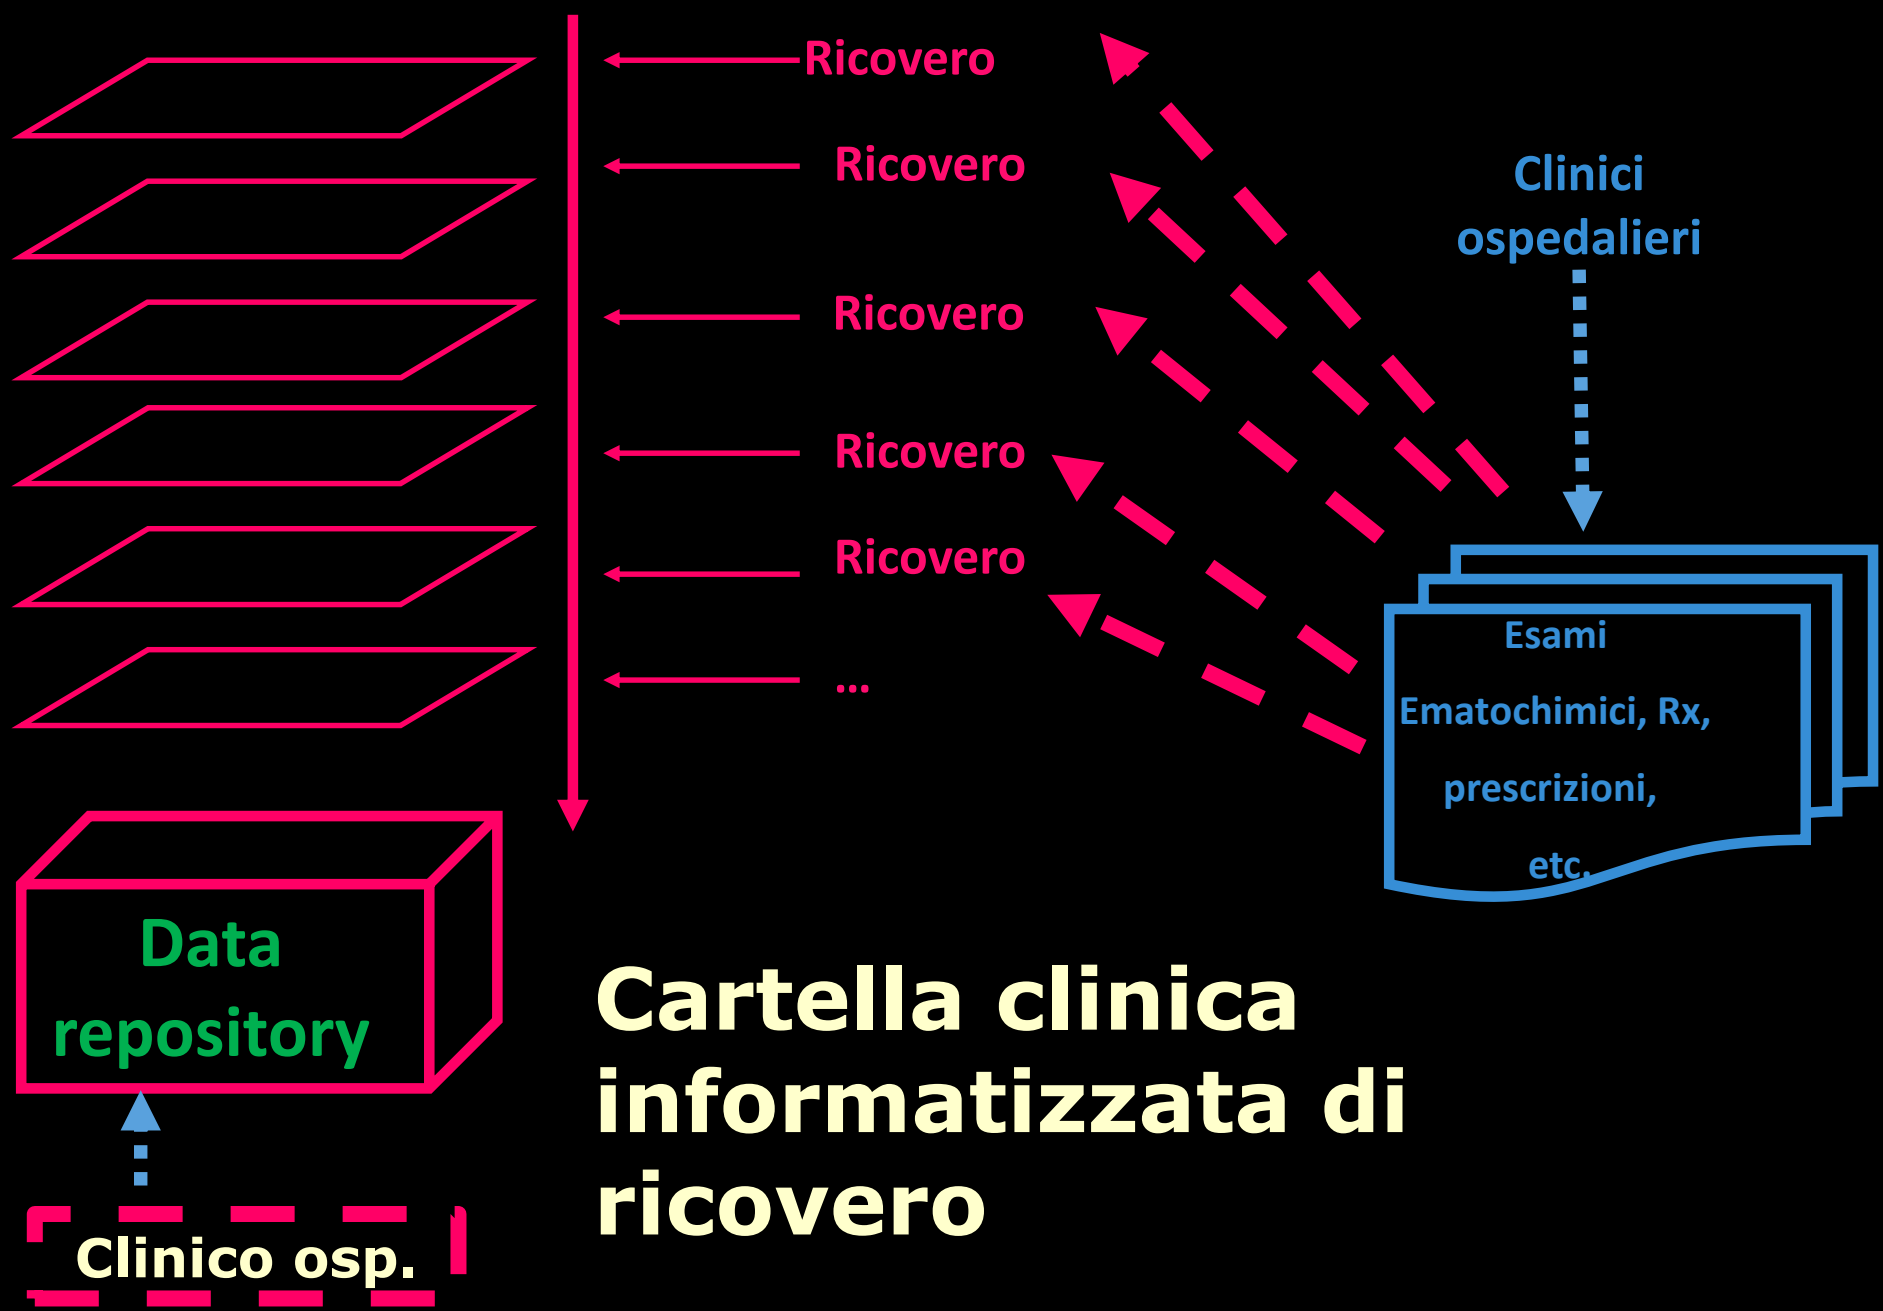 Ricovero
Ricovero
Ricovero
Ricovero
Ricovero
...
Clinici
ospedalieri
Esami
Ematochimici, Rx,
prescrizioni,
etc.
Data
repository
Clinico osp.
Cartella clinica
informatizzata di
ricovero